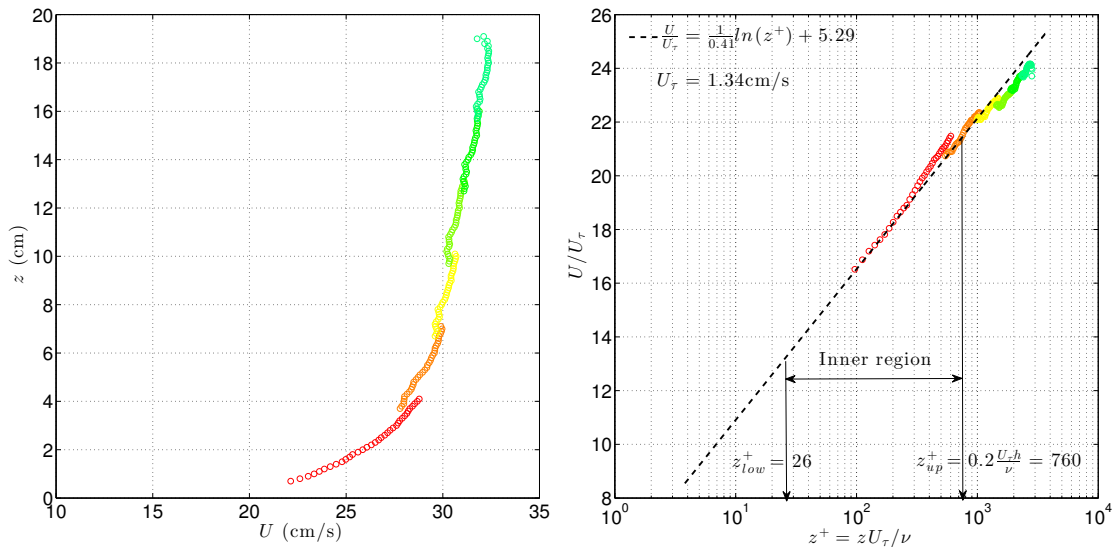 20
18
16
14
12
10
8
6
4
2
0
z (cm)
10 15 20 25 30 35
U (cm/s)
26
24
22
20
18
16
14
12
10
8
U/U_τ
U/U_τ = 1/0.41 ln(z⁺) + 5.29
U_τ = 1.34cm/s
Inner region
z⁺_low = 26
z⁺_up = 0.2 U_τh/ν = 760
10⁰ 10¹ 10² 10³ 10⁴
z⁺ = zU_τ/ν